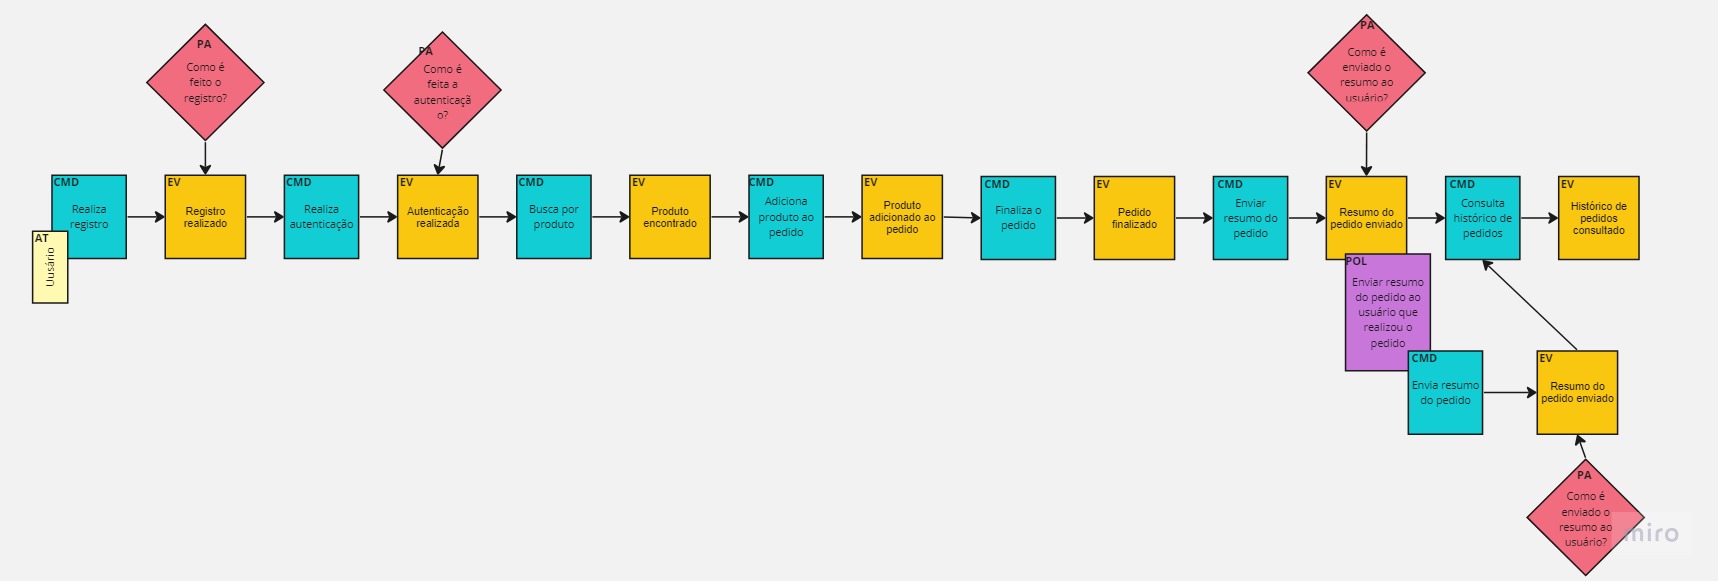 PA
Como é
feito o
registro?
PA
Como é
feita a
autenticaçã
o?
PA
Como é
enviado o
resumo ao
usuário?
CMD
Realiza
registro
AT
Uusário
EV
Registro
realizado
CMD
Realiza
autenticação
EV
Autenticação
realizada
CMD
Busca por
produto
EV
Produto
encontrado
CMD
Adiciona
produto ao
pedido
EV
Produto
adicionado ao
pedido
CMD
Finaliza o
pedido
EV
Pedido
finalizado
CMD
Enviar
resumo do
pedido
EV
Resumo do
pedido enviado
CMD
Consulta
histórico de
pedidos
EV
Histórico de
pedidos
consultado
POL
Enviar resumo
do pedido ao
usuário que
realizou o
pedido
CMD
Envia resumo
do pedido
EV
Resumo do
pedido enviado
PA
Como é
enviado o
resumo ao
usuário?
miro